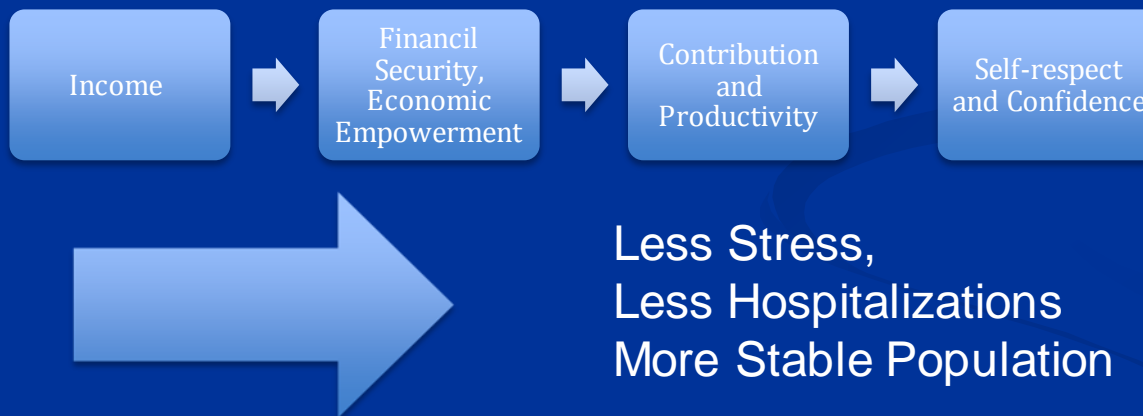 Income
Financil
Security,
Economic
Empowerment
Contribution
and
Productivity
Self-respect
and Confidence
Less Stress,
Less Hospitalizations
More Stable Population